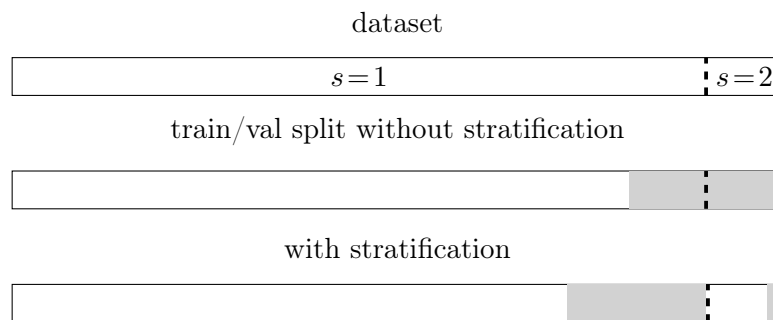 dataset
s=1 s=2
train/val split without stratification
with stratification